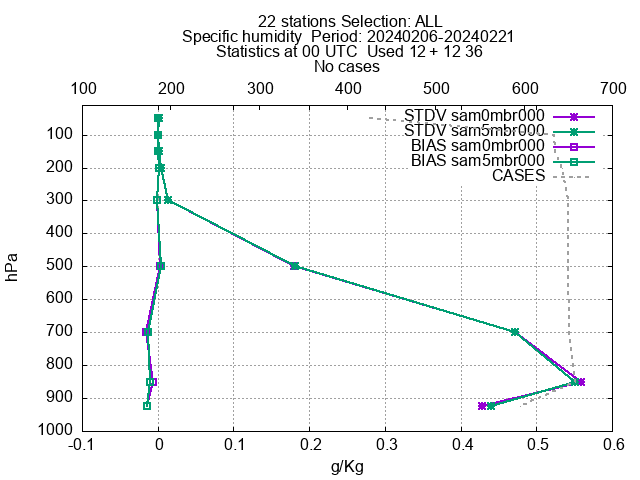 22 stations Selection: ALL
Specific humidity  Period: 20240206-20240221
Statistics at 00 UTC  Used 12 + 12 36
No cases
100 200 300 400 500 600 700
STDV sam0mbr000
STDV sam5mbr000
BIAS sam0mbr000
BIAS sam5mbr000
CASES
100
200
300
400
500
600
700
800
900
1000
hPa
-0.1 0 0.1 0.2 0.3 0.4 0.5 0.6
g/Kg